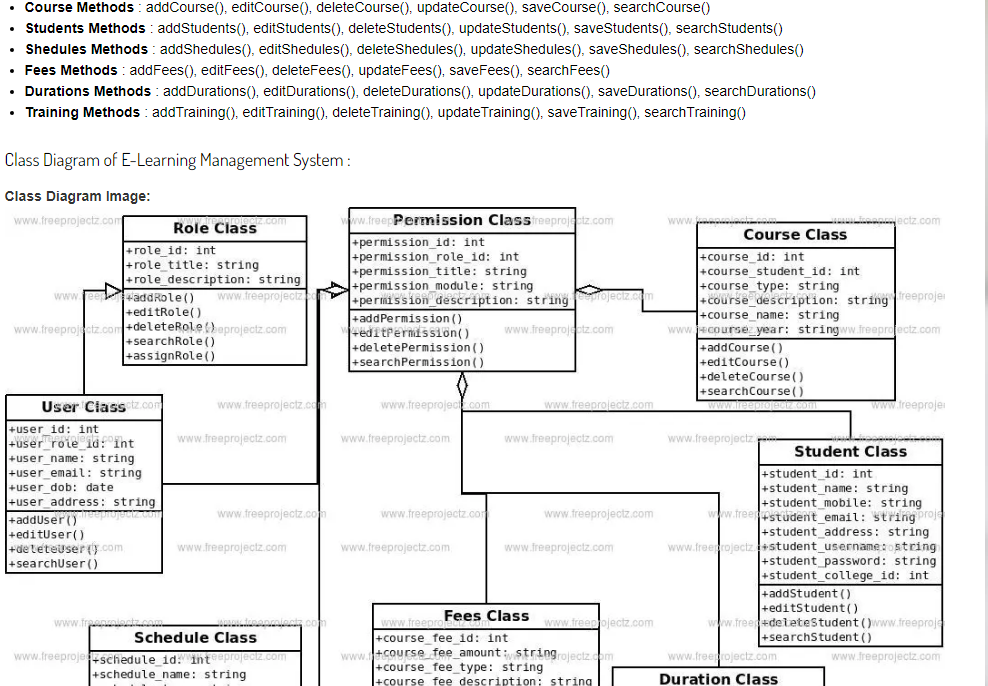 Course Methods : addCourse(), editCourse(), deleteCourse(), updateCourse(), saveCourse(), searchCourse()
Students Methods : addStudents(), editStudents(), deleteStudents(), updateStudents(), saveStudents(), searchStudents()
Shedules Methods : addShedules(), editShedules(), deleteShedules(), updateShedules(), saveShedules(), searchShedules()
Fees Methods : addFees(), editFees(), deleteFees(), updateFees(), saveFees(), searchFees()
Durations Methods : addDurations(), editDurations(), deleteDurations(), updateDurations(), saveDurations(), searchDurations()
Training Methods : addTraining(), editTraining(), deleteTraining(), updateTraining(), saveTraining(), searchTraining()
Class Diagram of E-Learning Management System :
Class Diagram Image:
www.freeprojectz.com
Role Class
+role_id: int
+role_title: string
+role_description: string
+addRole()
+editRole()
+deleteRole()
+searchRole()
+assignRole()
Permission Class
+permission_id: int
+permission_role_id: int
+permission_title: string
+permission_module: string
+permission_description: string
+addPermission()
+editPermission()
+deletePermission()
+searchPermission()
Course Class
+course_id: int
+course_student_id: int
+course_type: string
+course_description: string
+course_name: string
+course_year: string
+addCourse()
+editCourse()
+deleteCourse()
+searchCourse()
User Class
+user_id: int
+user_role_id: int
+user_name: string
+user_email: string
+user_dob: date
+user_address: string
+addUser()
+editUser()
+deleteUser()
+searchUser()
Student Class
+student_id: int
+student_name: string
+student_mobile: string
+student_email: string
+student_address: string
+student_username: string
+student_password: string
+student_college_id: int
+addStudent()
+editStudent()
+deleteStudent()
+searchStudent()
Schedule Class
+schedule_id: int
+schedule_name: string
Fees Class
+course_fee_id: int
+course_fee_amount: string
+course_fee_type: string
+course_fee_description: string
Duration Class